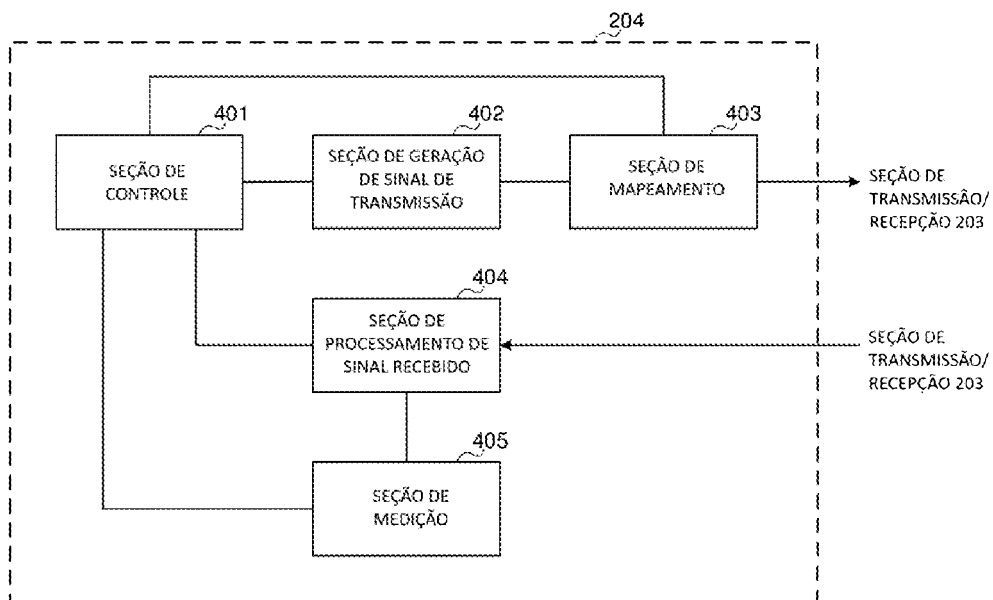 204
401
SEÇÃO DE
CONTROLE
402
SEÇÃO DE GERAÇÃO
DE SINAL DE
TRANSMISSÃO
403
SEÇÃO DE
MAPEAMENTO
SEÇÃO DE
TRANSMISSÃO/
RECEPÇÃO 203
404
SEÇÃO DE
PROCESSAMENTO DE
SINAL RECEBIDO
SEÇÃO DE
TRANSMISSÃO/
RECEPÇÃO 203
405
SEÇÃO DE
MEDIÇÃO